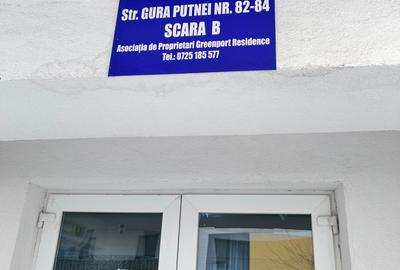 Str. GURA PUTNEI NR. 82-84
SCARA B
Asociația de Proprietari Greenport Residence
Tel.: 0725 185 577